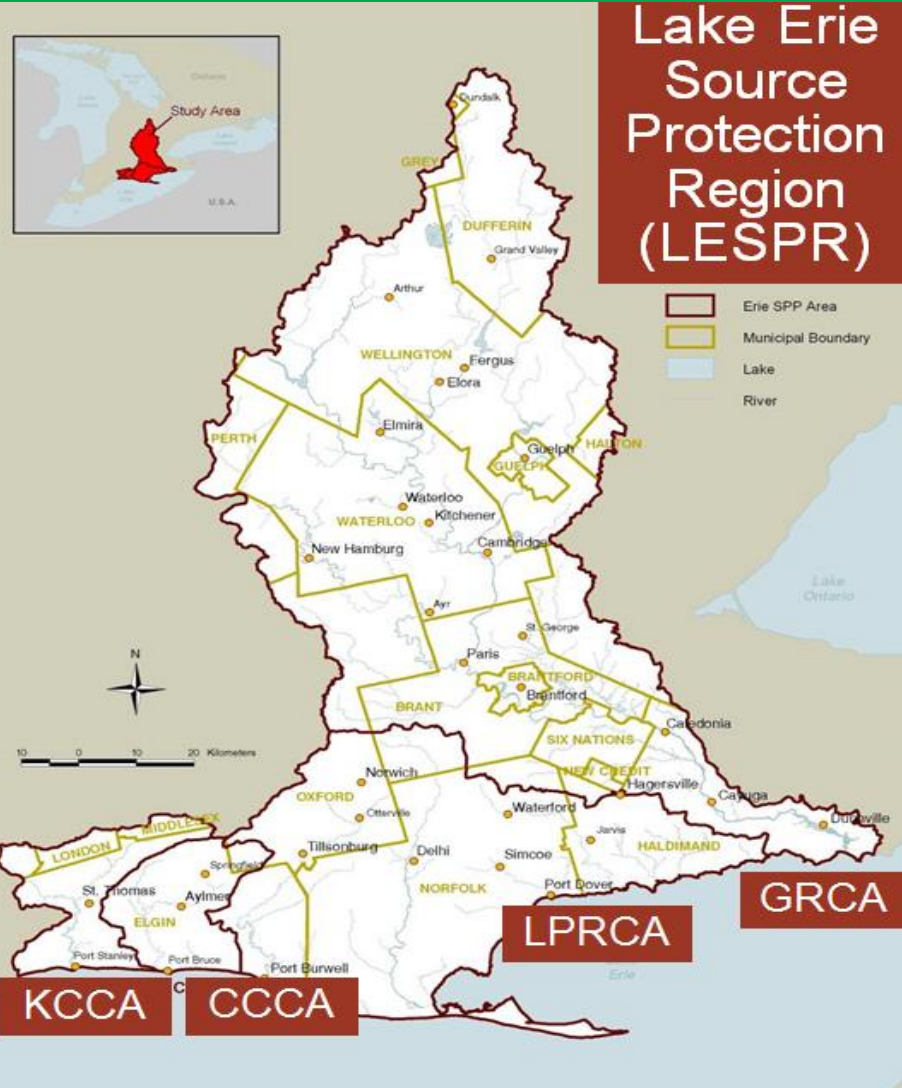 Lake Erie
Source
Protection
Region
(LESPR)
Study Area
Ontario
U.S.A.
Erie SPP Area
Municipal Boundary
Lake
River
Dundalk
GREY
DUFFERIN
Grand Valley
Arthur
WELLINGTON
Fergus
Elora
Elmira
PERTH
HALTON
Guelph
GUELPH
Waterloo
Kitchener
WATERLOO
New Hamburg
Cambridge
Lake
Ontario
Ayr
St. George
Paris
BRANTFORD
Brantford
BRANT
N
Caledonia
SIX NATIONS
10 0 10 20 Kilometers
NEW CREDIT
Norwich
Hagersville
OXFORD
Cayuga
Waterford
Otterville
Dunnville
MIDDLESEX
Jarvis
LONDON
Tillsonburg
Delhi
Simcoe
HALDIMAND
Springfield
St. Thomas
Aylmer
NORFOLK
Port Dover
ELGIN
GRCA
LPRCA
Port Stanley
Port Bruce
Port Burwell
Erie
KCCA
C
CCCA